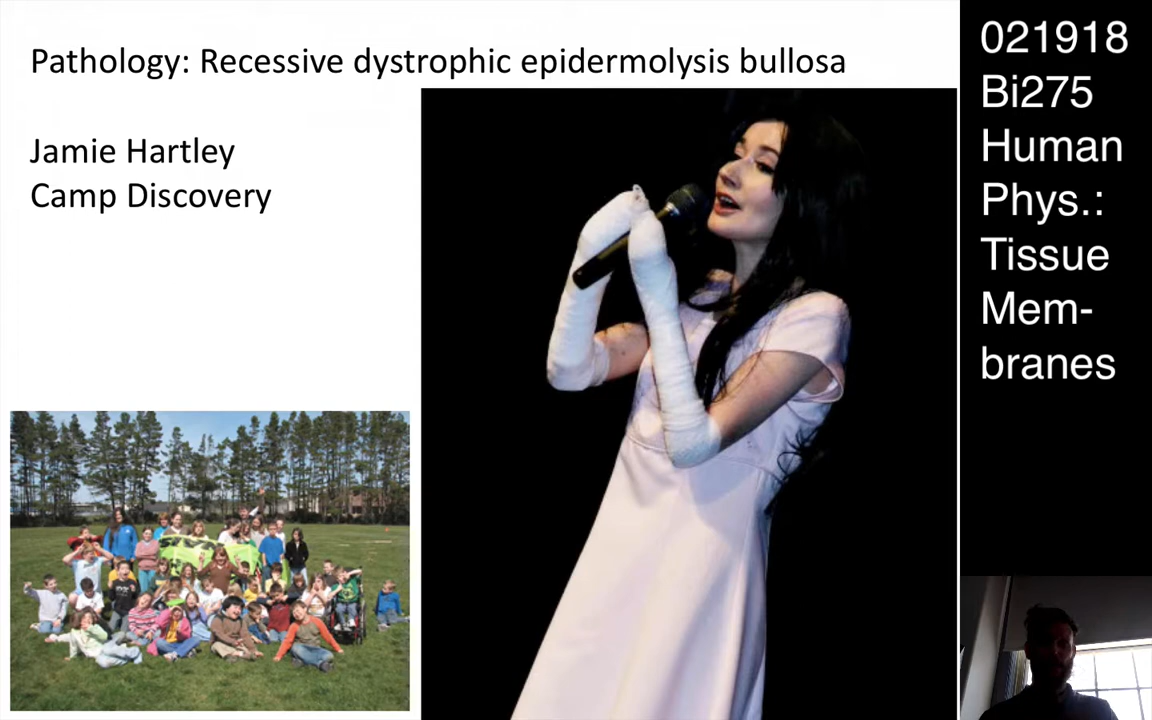 Pathology: Recessive dystrophic epidermolysis bullosa
Jamie Hartley
Camp Discovery
021918
Bi275
Human
Phys.:
Tissue
Mem-
branes